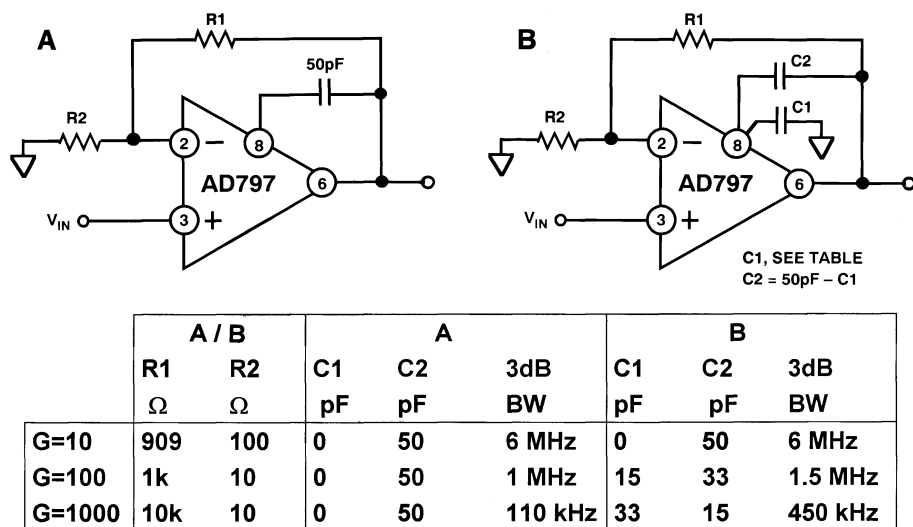 A
R1
50pF
R2
2
−
8
AD797
6
3
+
VIN
B
R1
C2
C1
R2
2
−
8
AD797
6
3
+
VIN
C1, SEE TABLE
C2 = 50pF – C1
A / B A B
R1 R2 C1 C2 3dB C1 C2 3dB
Ω Ω pF pF BW pF pF BW
G=10 909 100 0 50 6 MHz 0 50 6 MHz
G=100 1k 10 0 50 1 MHz 15 33 1.5 MHz
G=1000 10k 10 0 50 110 kHz 33 15 450 kHz